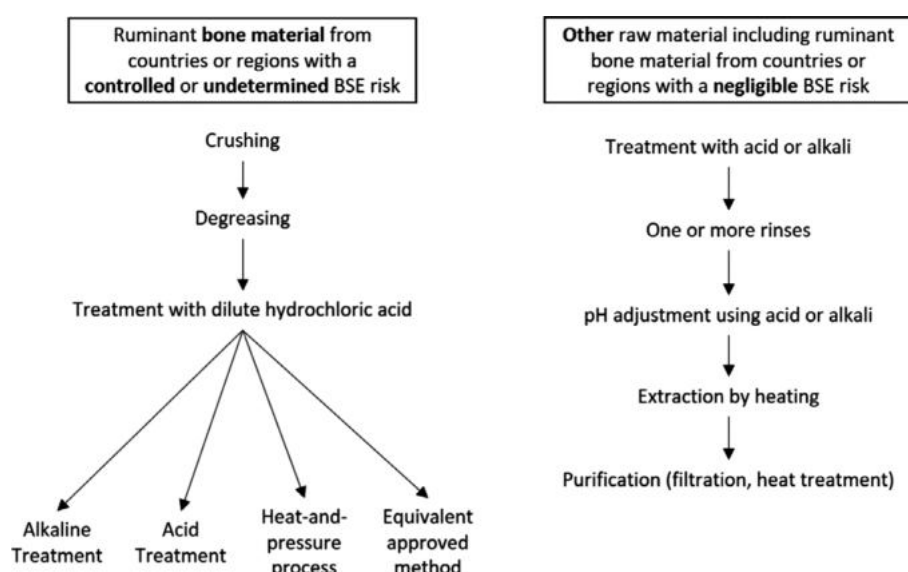 Ruminant bone material from
countries or regions with a
controlled or undetermined BSE risk
Crushing
Degreasing
Treatment with dilute hydrochloric acid
Alkaline
Treatment
Acid
Treatment
Heat-and-
pressure
process
Equivalent
approved
method
Other raw material including ruminant
bone material from countries or
regions with a negligible BSE risk
Treatment with acid or alkali
One or more rinses
pH adjustment using acid or alkali
Extraction by heating
Purification (filtration, heat treatment)